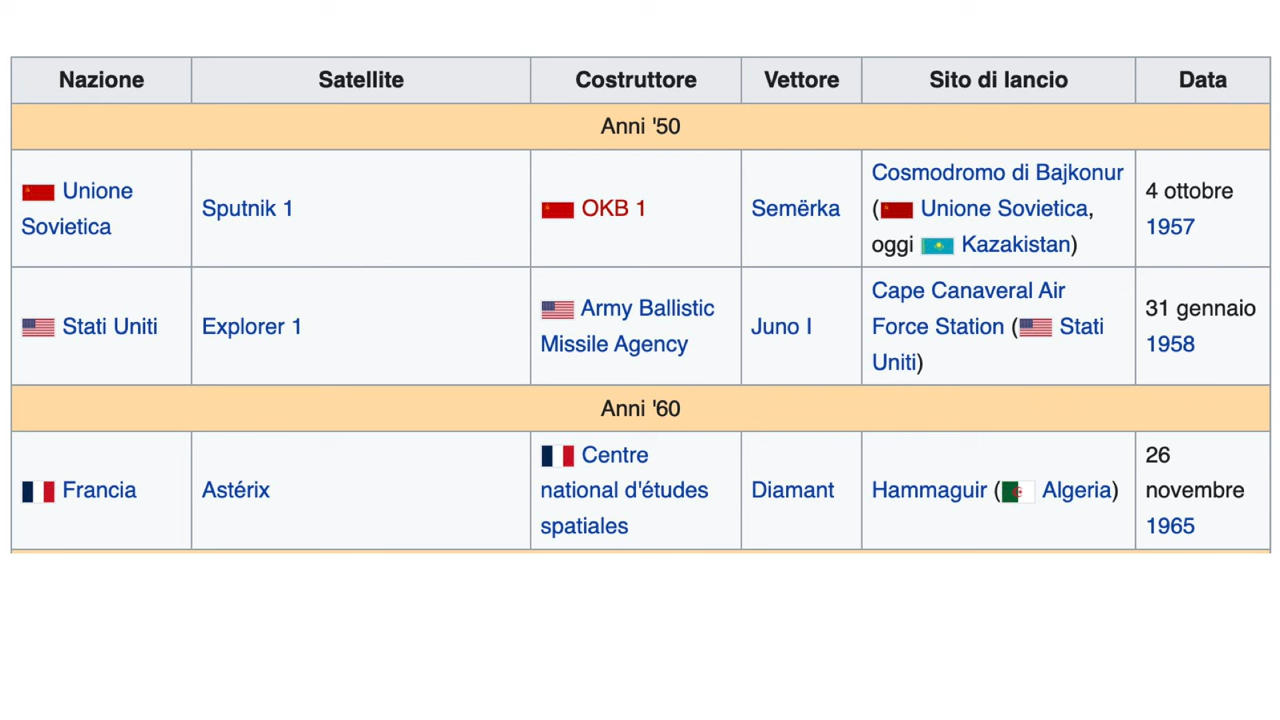 Nazione Satellite Costruttore Vettore Sito di lancio Data
Anni '50
Unione
Sovietica
Sputnik 1
OKB 1
Semërka
Cosmodromo di Bajkonur
( Unione Sovietica,
oggi Kazakistan)
4 ottobre
1957
Stati Uniti
Explorer 1
Army Ballistic
Missile Agency
Juno I
Cape Canaveral Air
Force Station ( Stati
Uniti)
31 gennaio
1958
Anni '60
Francia
Astérix
Centre
national d'études
spatiales
Diamant
Hammaguir ( Algeria)
26
novembre
1965